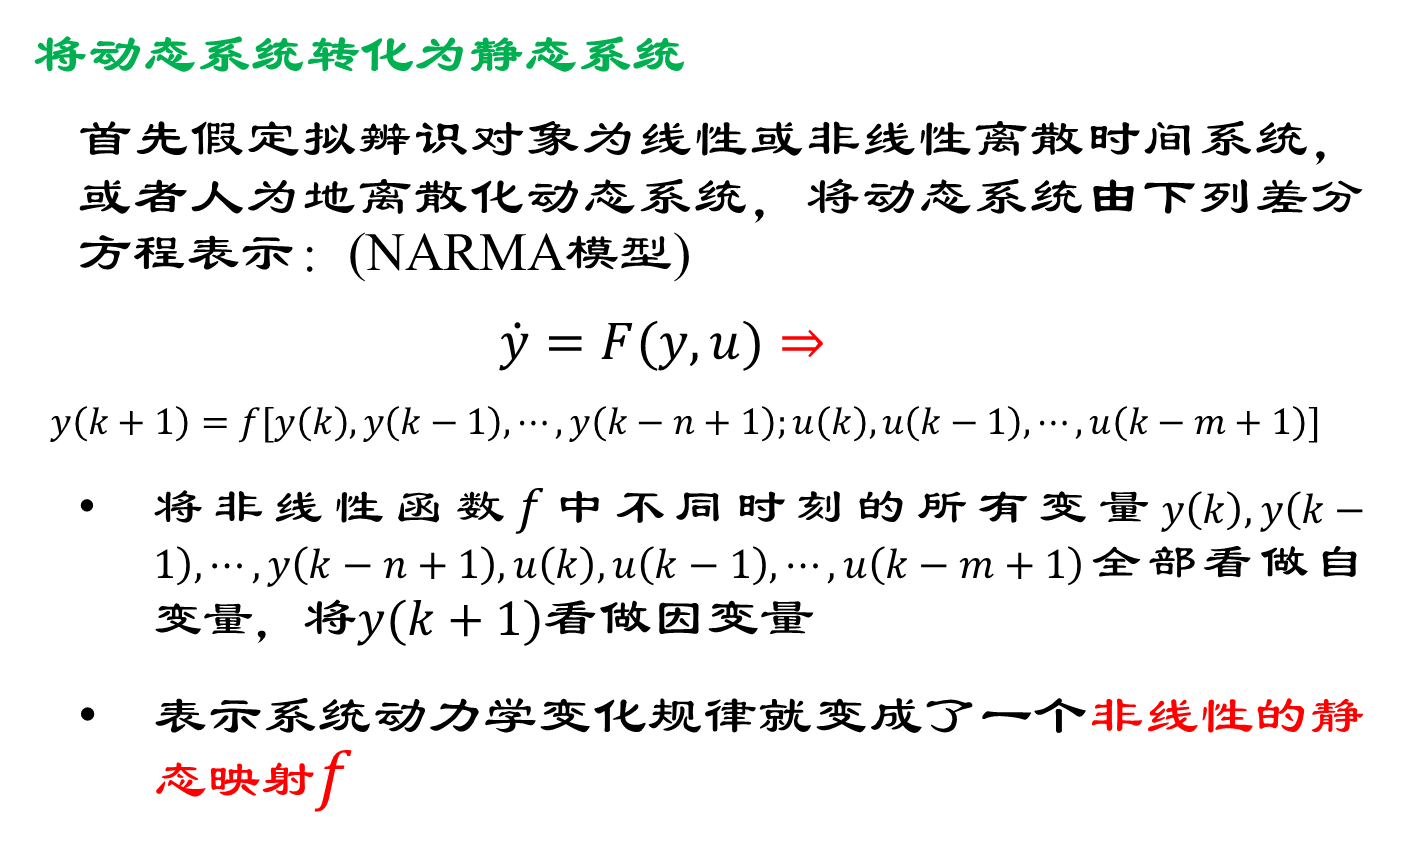 将动态系统转化为静态系统
首先假定拟辨识对象为线性或非线性离散时间系统，
或者人为地离散化动态系统，将动态系统由下列差分
方程表示：(NARMA模型)
ẏ = F(y,u) ⇒
y(k + 1) = f[y(k),y(k − 1),⋯,y(k − n + 1);u(k),u(k − 1),⋯,u(k − m + 1)]
• 将非线性函数f中不同时刻的所有变量y(k),y(k −
1),⋯,y(k − n + 1),u(k),u(k − 1),⋯,u(k − m + 1)全部看做自
变量，将y(k + 1)看做因变量
• 表示系统动力学变化规律就变成了一个非线性的静
态映射f